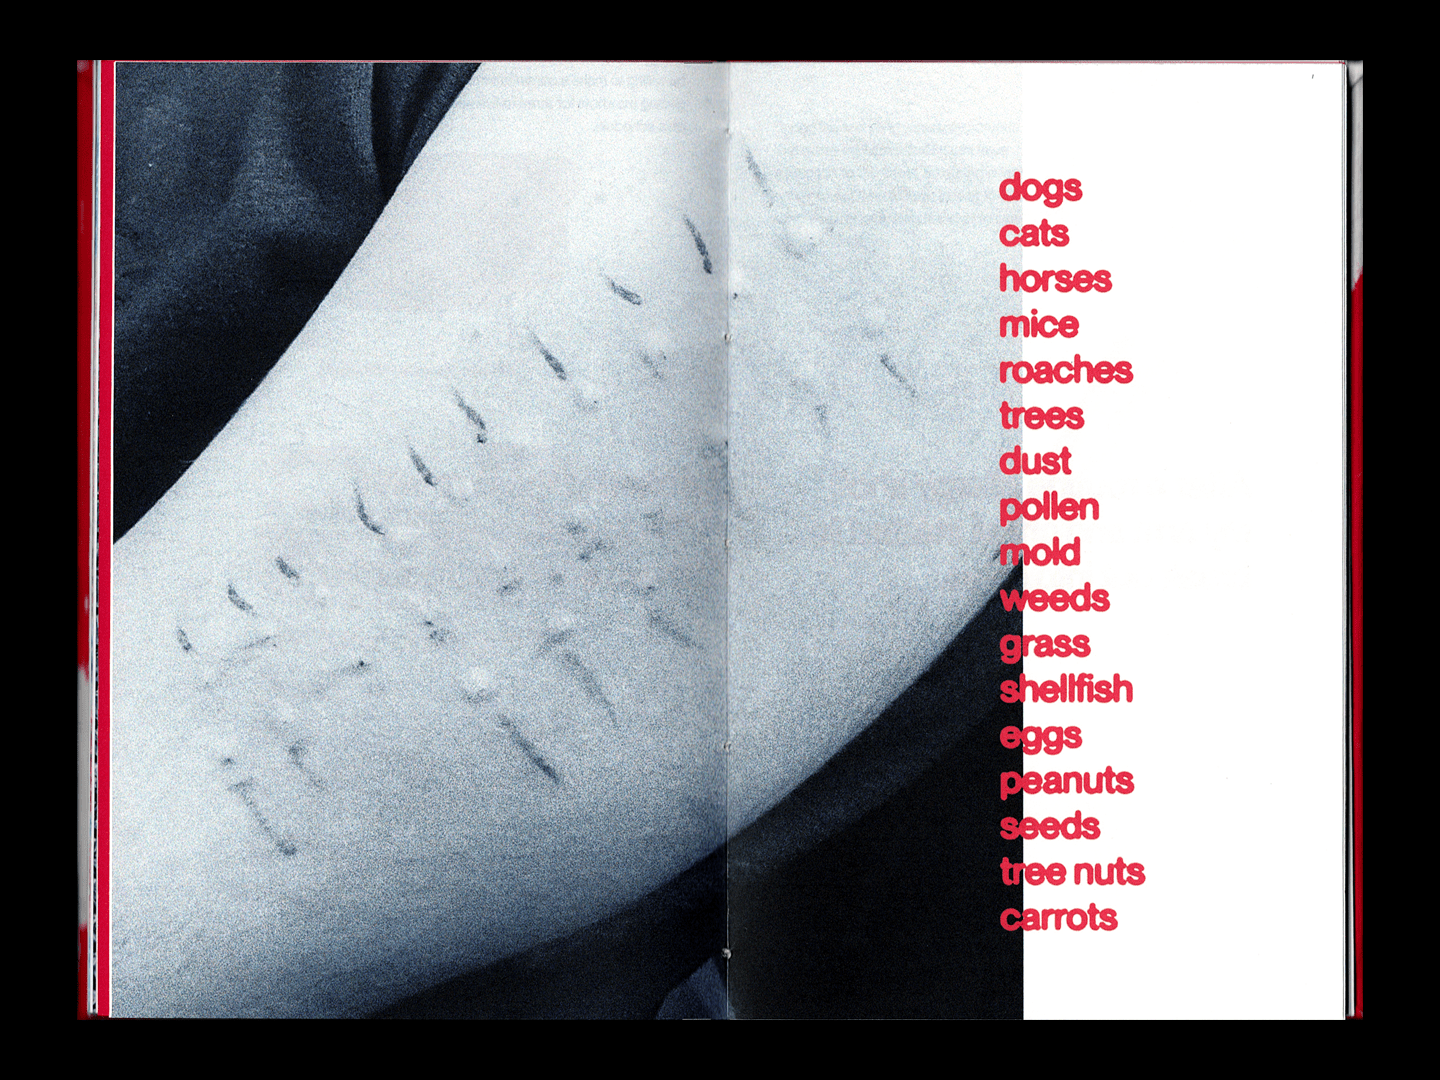 dogs
cats
horses
mice
roaches
trees
dust
pollen
mold
weeds
grass
shellfish
eggs
peanuts
seeds
tree nuts
carrots